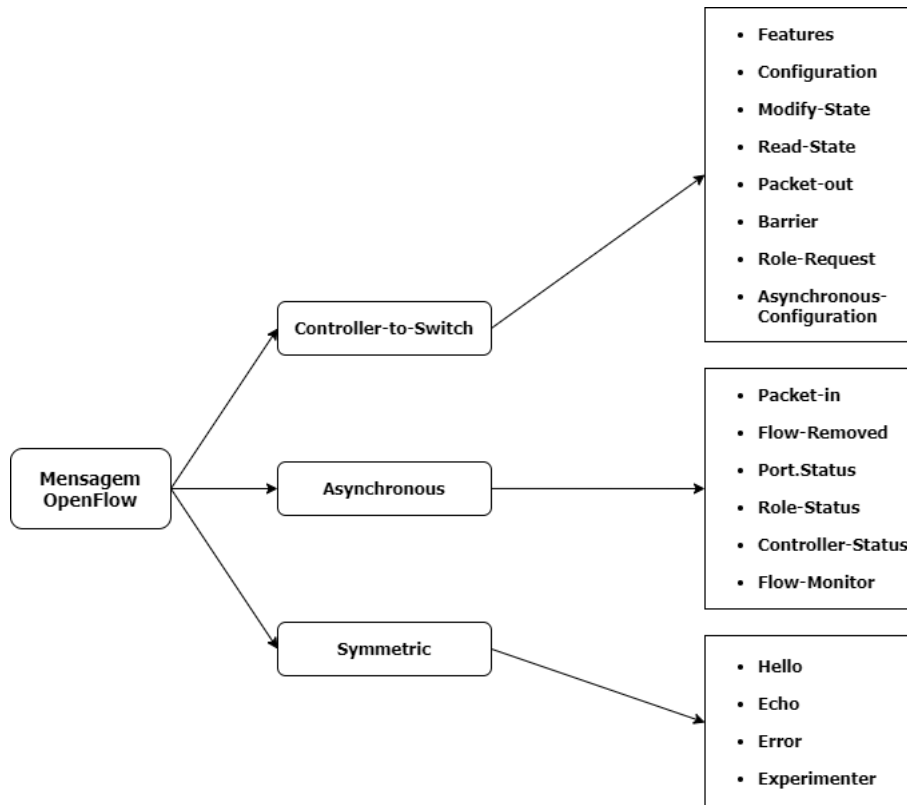 Mensagem
OpenFlow
Controller-to-Switch
• Features
• Configuration
• Modify-State
• Read-State
• Packet-out
• Barrier
• Role-Request
• Asynchronous-
Configuration
Asynchronous
• Packet-in
• Flow-Removed
• Port.Status
• Role-Status
• Controller-Status
• Flow-Monitor
Symmetric
• Hello
• Echo
• Error
• Experimenter